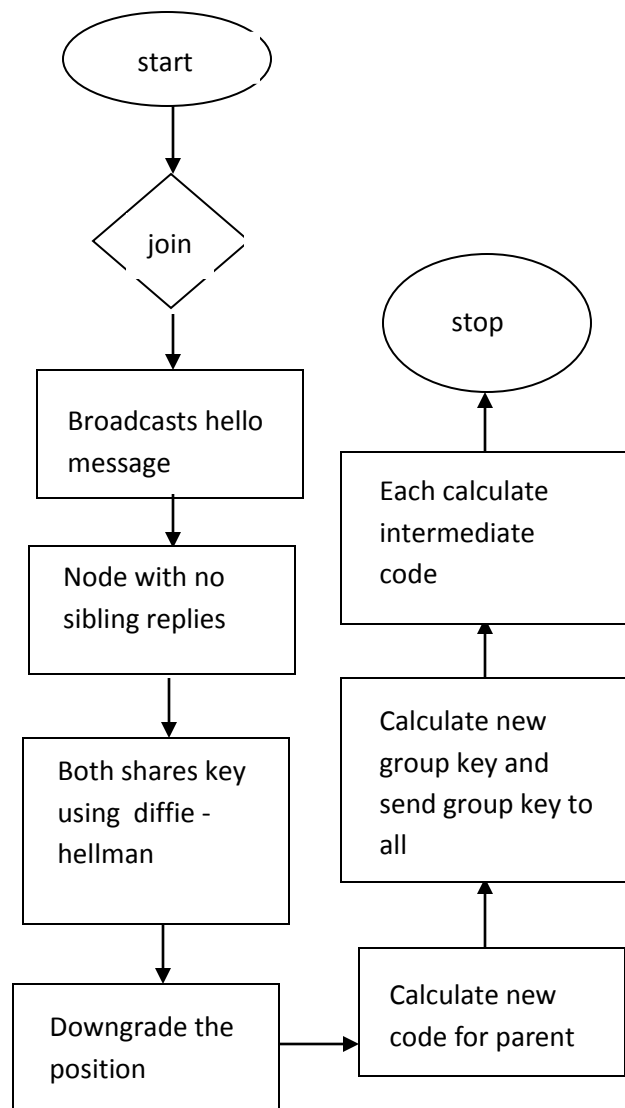 start
join
Broadcasts hello
message
Node with no
sibling replies
Both shares key
using diffie -
hellman
Downgrade the
position
Calculate new
code for parent
Calculate new
group key and
send group key to
all
Each calculate
intermediate
code
stop